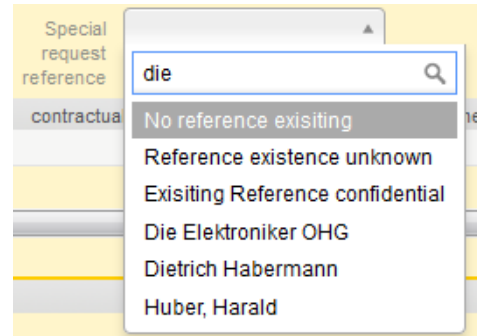 Special
request
reference
die
contractua
No reference exisiting
Reference existence unknown
Exisiting Reference confidential
Die Elektroniker OHG
Dietrich Habermann
Huber, Harald